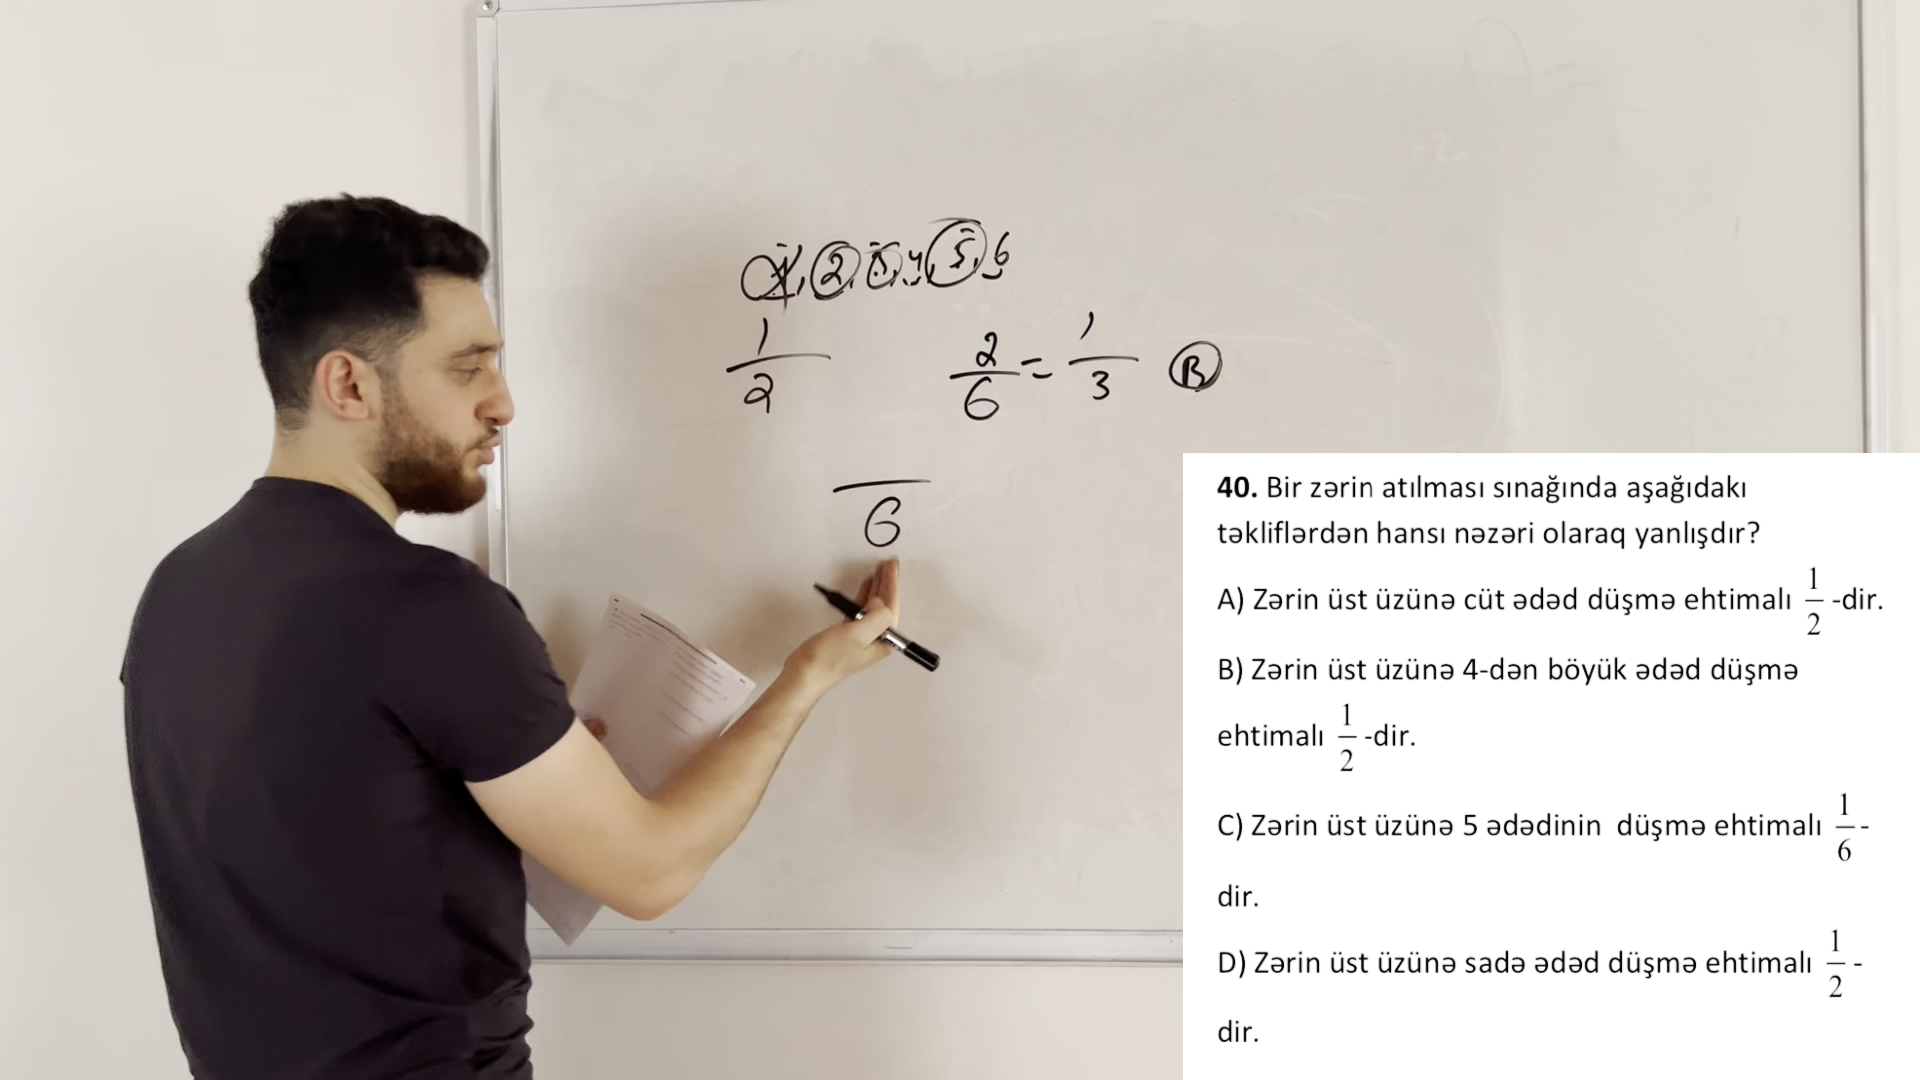 1, 2, 3, 4, 5, 6
1/2
2/6 = 1/3 B
6
40. Bir zərin atılması sınağında aşağıdakı
təkliflərdən hansı nəzəri olaraq yanlışdır?
A) Zərin üst üzünə cüt ədəd düşmə ehtimalı 1/2 -dir.
B) Zərin üst üzünə 4-dən böyük ədəd düşmə
ehtimalı 1/2 -dir.
C) Zərin üst üzünə 5 ədədinin düşmə ehtimalı 1/6 -
dir.
D) Zərin üst üzünə sadə ədəd düşmə ehtimalı 1/2 -
dir.